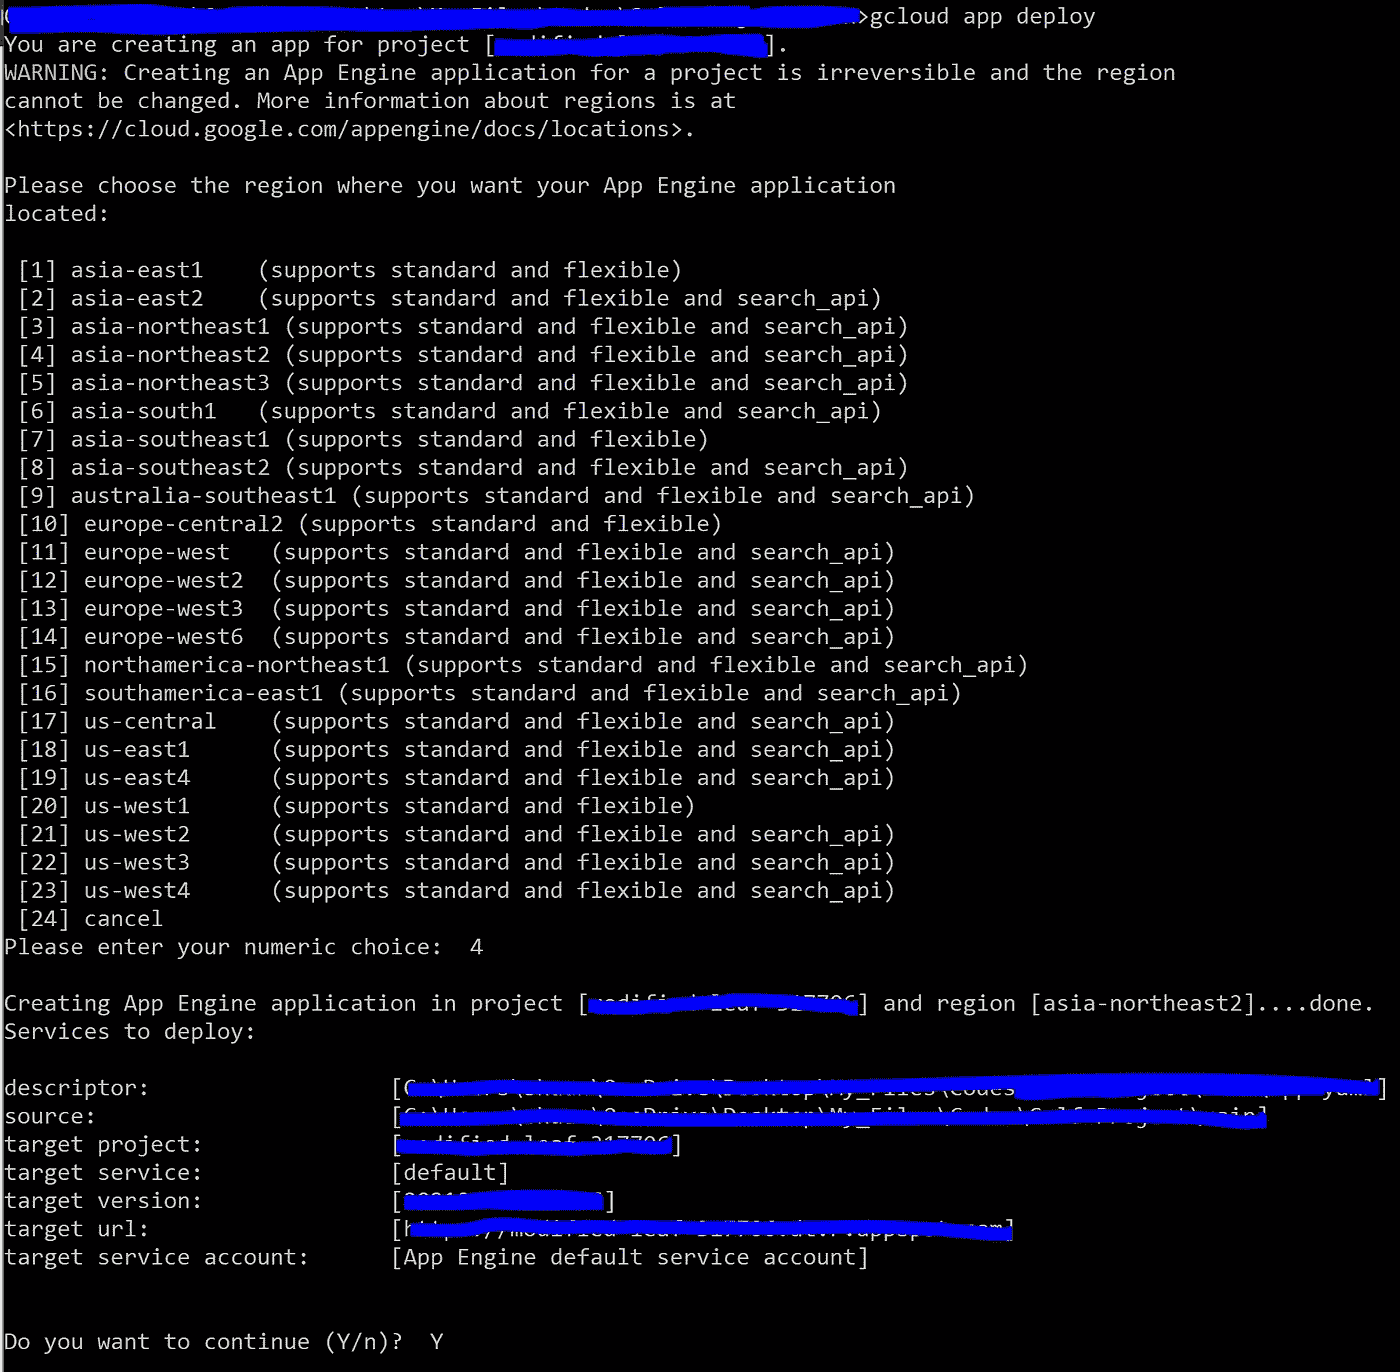 >gcloud app deploy
You are creating an app for project [].
WARNING: Creating an App Engine application for a project is irreversible and the region
cannot be changed. More information about regions is at
<https://cloud.google.com/appengine/docs/locations>.
Please choose the region where you want your App Engine application
located:
[1] asia-east1    (supports standard and flexible)
[2] asia-east2    (supports standard and flexible and search_api)
[3] asia-northeast1 (supports standard and flexible and search_api)
[4] asia-northeast2 (supports standard and flexible and search_api)
[5] asia-northeast3 (supports standard and flexible and search_api)
[6] asia-south1   (supports standard and flexible and search_api)
[7] asia-southeast1 (supports standard and flexible)
[8] asia-southeast2 (supports standard and flexible and search_api)
[9] australia-southeast1 (supports standard and flexible and search_api)
[10] europe-central2 (supports standard and flexible)
[11] europe-west   (supports standard and flexible and search_api)
[12] europe-west2  (supports standard and flexible and search_api)
[13] europe-west3  (supports standard and flexible and search_api)
[14] europe-west6  (supports standard and flexible and search_api)
[15] northamerica-northeast1 (supports standard and flexible and search_api)
[16] southamerica-east1 (supports standard and flexible and search_api)
[17] us-central    (supports standard and flexible and search_api)
[18] us-east1      (supports standard and flexible and search_api)
[19] us-east4      (supports standard and flexible and search_api)
[20] us-west1      (supports standard and flexible)
[21] us-west2      (supports standard and flexible and search_api)
[22] us-west3      (supports standard and flexible and search_api)
[23] us-west4      (supports standard and flexible and search_api)
[24] cancel
Please enter your numeric choice:  4
Creating App Engine application in project [] and region [asia-northeast2]....done.
Services to deploy:
descriptor: []
source: []
target project: []
target service: [default]
target version: []
target url: []
target service account: [App Engine default service account]
Do you want to continue (Y/n)?  Y